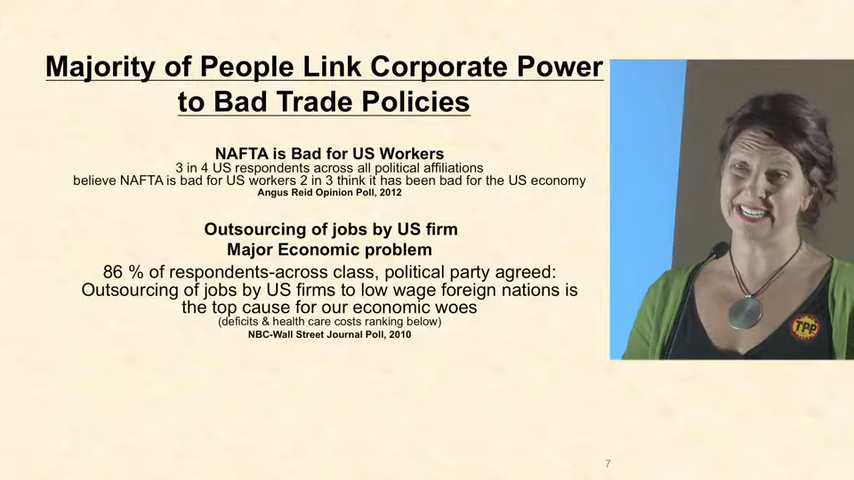 Majority of People Link Corporate Power
to Bad Trade Policies
NAFTA is Bad for US Workers
3 in 4 US respondents across all political affiliations
believe NAFTA is bad for US workers 2 in 3 think it has been bad for the US economy
Angus Reid Opinion Poll, 2012
Outsourcing of jobs by US firm
Major Economic problem
86 % of respondents-across class, political party agreed:
Outsourcing of jobs by US firms to low wage foreign nations is
the top cause for our economic woes
(deficits & health care costs ranking below)
NBC-Wall Street Journal Poll, 2010
TPP
7